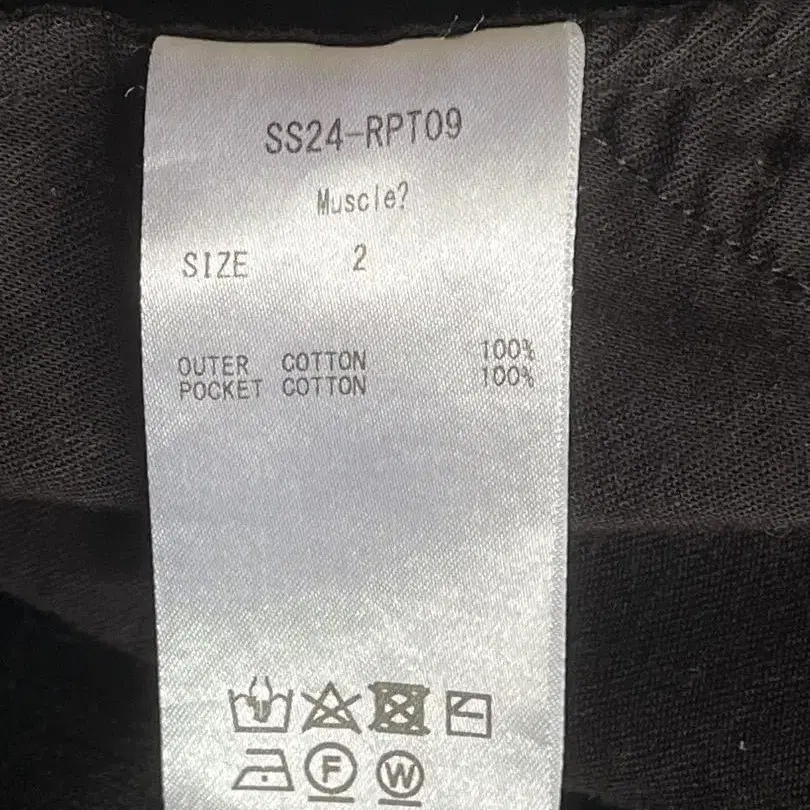 SS24-RPT09
Muscle?
SIZE 2
OUTER COTTON 100%
POCKET COTTON 100%
F W